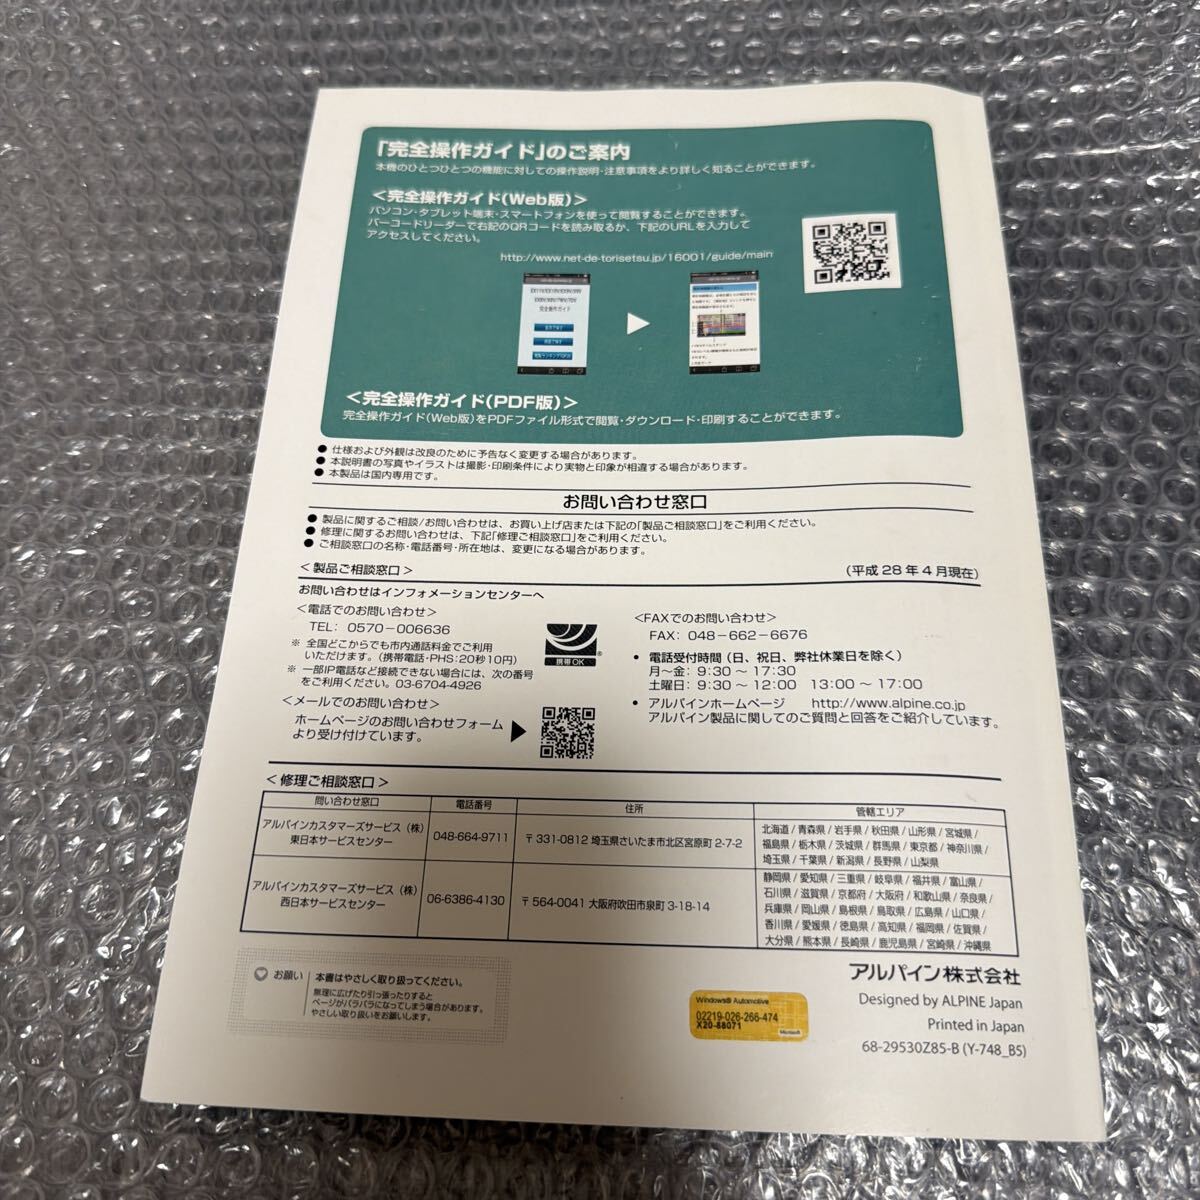 「完全操作ガイド」のご案内
本機のひとつひとつの機能に対しての操作説明・注意事項をより詳しく知ることができます。
＜完全操作ガイド(Web版)＞
パソコン・タブレット端末・スマートフォンを使って閲覧することができます。
バーコードリーダーで右記のQRコードを読み取るか、下記のURLを入力して
アクセスしてください。
http://www.net-de-torisetsu.jp/16001/guide/main
完全操作ガイド
＜完全操作ガイド(PDF版)＞
完全操作ガイド(Web版)をPDFファイル形式で閲覧・ダウンロード・印刷することができます。
● 仕様および外観は改良のために予告なく変更する場合があります。
● 本説明書の写真やイラストは撮影・印刷条件により実物と印象が相違する場合があります。
● 本製品は国内専用です。
お問い合わせ窓口
● 製品に関するご相談/お問い合わせは、お買い上げ店または下記の「製品ご相談窓口」をご利用ください。
● 修理に関するお問い合わせは、下記「修理ご相談窓口」をご利用ください。
● ご相談窓口の名称・電話番号・所在地は、変更になる場合があります。
＜製品ご相談窓口＞
(平成28年4月現在)
お問い合わせはインフォメーションセンターへ
＜電話でのお問い合わせ＞
TEL: 0570－006636
※ 全国どこからでも市内通話料金でご利用
いただけます。(携帯電話・PHS:20秒10円)
※ 一部IP電話など接続できない場合には、次の番号
をご利用ください。03-6704-4926
携帯OK
＜メールでのお問い合わせ＞
ホームページのお問い合わせフォーム
より受け付けています。
＜FAXでのお問い合わせ＞
FAX: 048－662－6676
• 電話受付時間(日、祝日、弊社休業日を除く)
月～金: 9:30 ～ 17:30
土曜日: 9:30 ～ 12:00 13:00 ～ 17:00
• アルパインホームページ http://www.alpine.co.jp
アルパイン製品に関してのご質問と回答をご紹介しています。
＜修理ご相談窓口＞
問い合わせ窓口 電話番号 住所 管轄エリア
アルパインカスタマーズサービス（株）
東日本サービスセンター
048-664-9711
〒331-0812 埼玉県さいたま市北区宮原町 2-7-2
北海道 / 青森県 / 岩手県 / 秋田県 / 山形県 / 宮城県 /
福島県 / 栃木県 / 茨城県 / 群馬県 / 東京都 / 神奈川県 /
埼玉県 / 千葉県 / 新潟県 / 長野県 / 山梨県
アルパインカスタマーズサービス（株）
西日本サービスセンター
06-6386-4130
〒564-0041 大阪府吹田市泉町 3-18-14
静岡県 / 愛知県 / 三重県 / 岐阜県 / 福井県 / 富山県 /
石川県 / 滋賀県 / 京都府 / 大阪府 / 和歌山県 / 奈良県 /
兵庫県 / 岡山県 / 島根県 / 鳥取県 / 広島県 / 山口県 /
香川県 / 愛媛県 / 徳島県 / 高知県 / 福岡県 / 佐賀県 /
大分県 / 熊本県 / 長崎県 / 鹿児島県 / 宮崎県 / 沖縄県
お願い
本書はやさしく取り扱ってください。
無理に広げたり引っ張ったりすると
ページがバラバラになってしまう場合があります。
やさしい取り扱いをお願いします。
Windows® Automotive
02219-026-266-474
X20-88071
Microsoft
アルパイン株式会社
Designed by ALPINE Japan
Printed in Japan
68-29530Z85-B (Y-748_B5)